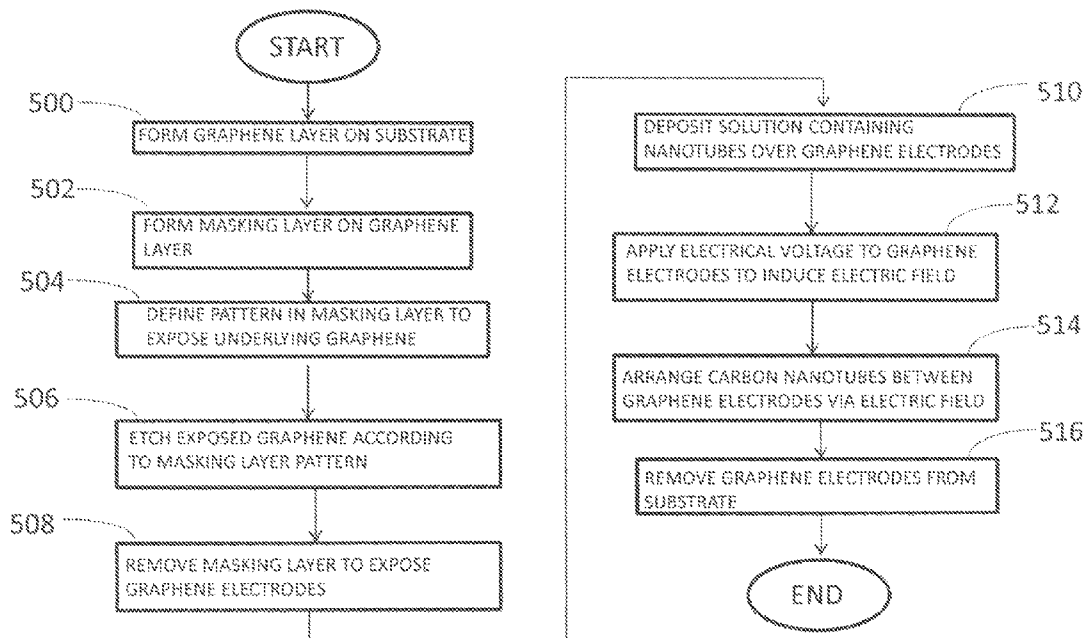 START
500
FORM GRAPHENE LAYER ON SUBSTRATE
502
FORM MASKING LAYER ON GRAPHENE
LAYER
504
DEFINE PATTERN IN MASKING LAYER TO
EXPOSE UNDERLYING GRAPHENE
506
ETCH EXPOSED GRAPHENE ACCORDING
TO MASKING LAYER PATTERN
508
REMOVE MASKING LAYER TO EXPOSE
GRAPHENE ELECTRODES
510
DEPOSIT SOLUTION CONTAINING
NANOTUBES OVER GRAPHENE ELECTRODES
512
APPLY ELECTRICAL VOLTAGE TO GRAPHENE
ELECTRODES TO INDUCE ELECTRIC FIELD
514
ARRANGE CARBON NANOTUBES BETWEEN
GRAPHENE ELECTRODES VIA ELECTRIC FIELD
516
REMOVE GRAPHENE ELECTRODES FROM
SUBSTRATE
END